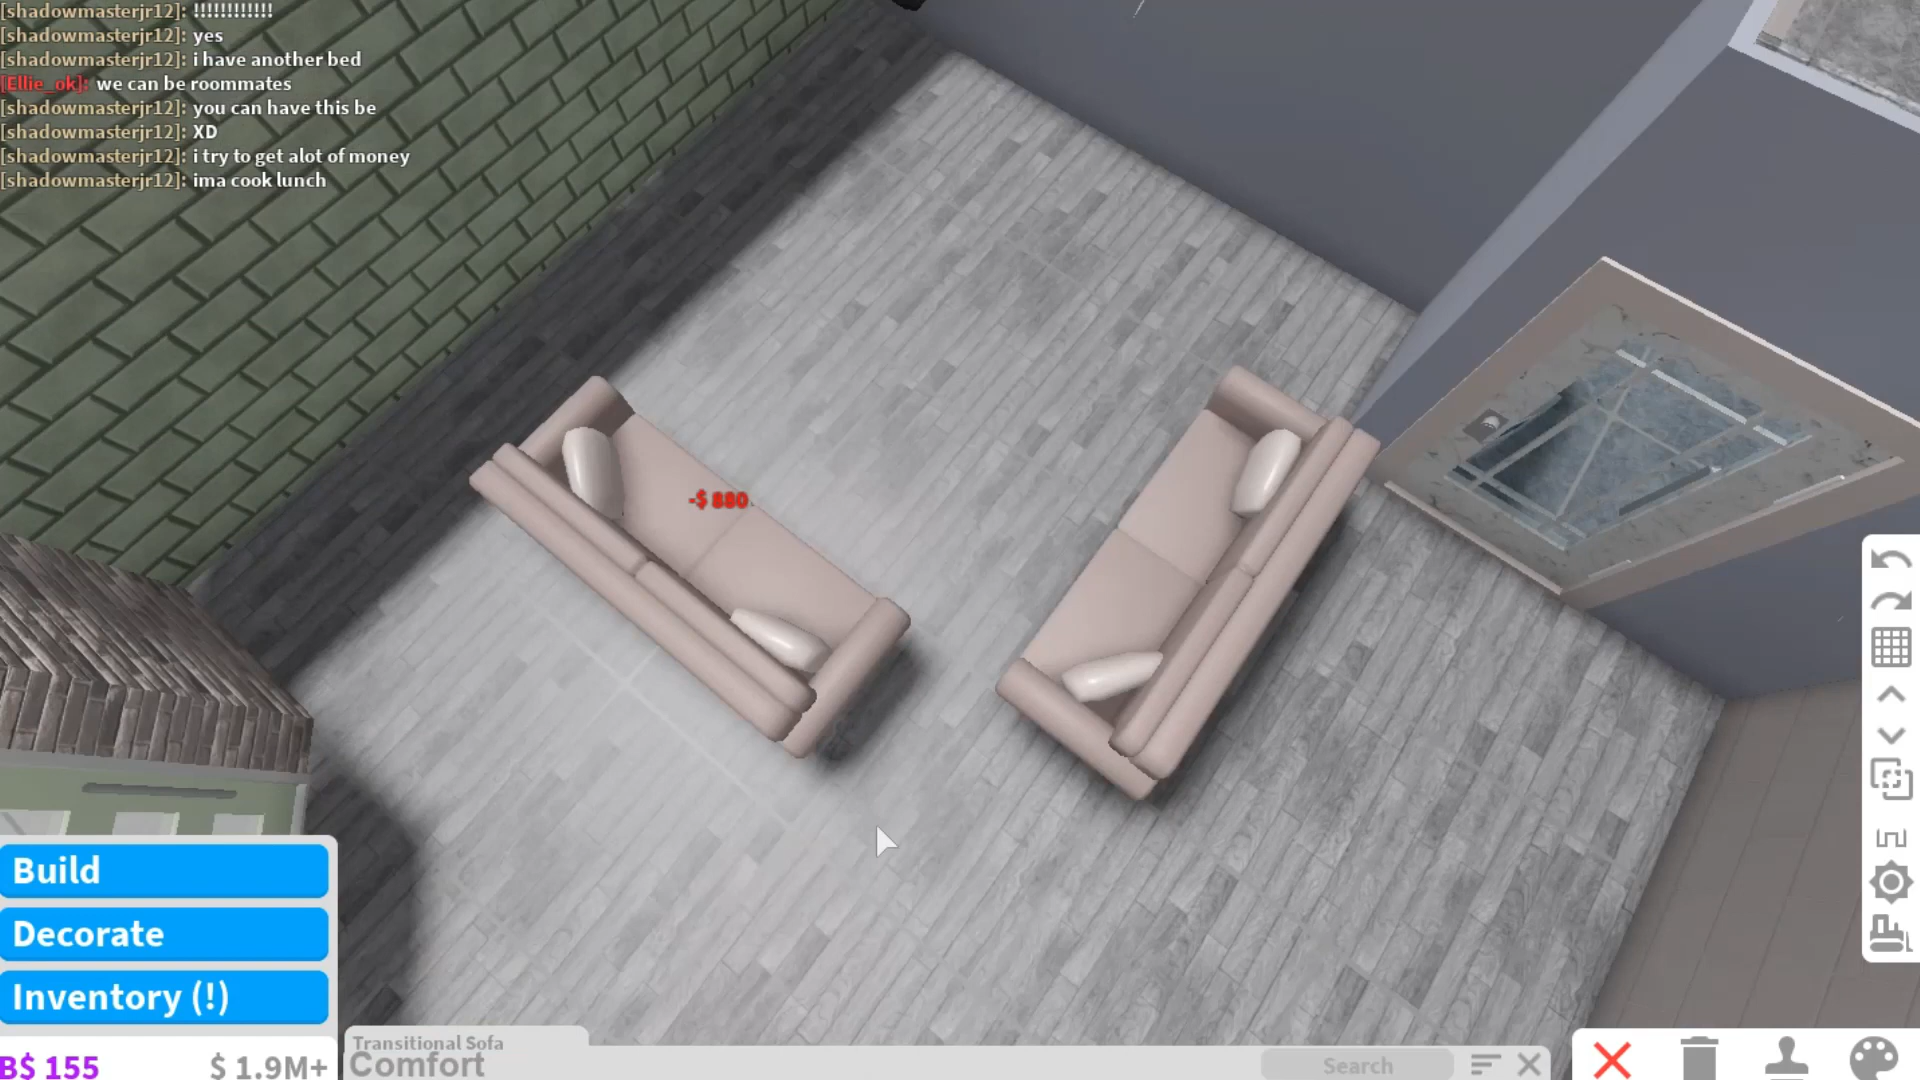 [shadowmasterjr12]: !!!!!!!!!!!!
[shadowmasterjr12]: yes
[shadowmasterjr12]: i have another bed
[Ellie_ok]: we can be roommates
[shadowmasterjr12]: you can have this be
[shadowmasterjr12]: XD
[shadowmasterjr12]: i try to get alot of money
[shadowmasterjr12]: ima cook lunch
-$ 880
Build
Decorate
Inventory (!)
B$ 155
$ 1.9M+
Transitional Sofa
Comfort
Search